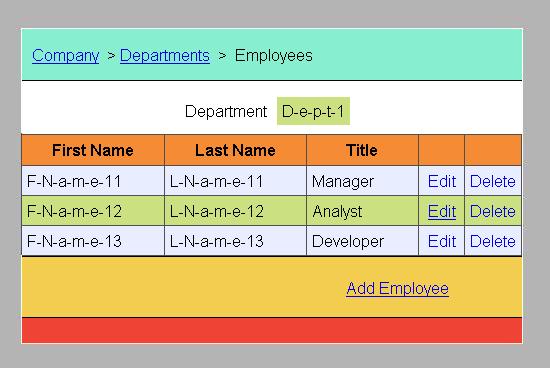 Company > Departments > Employees
Department D-e-p-t-1
First Name Last Name Title
F-N-a-m-e-11 L-N-a-m-e-11 Manager Edit Delete
F-N-a-m-e-12 L-N-a-m-e-12 Analyst Edit Delete
F-N-a-m-e-13 L-N-a-m-e-13 Developer Edit Delete
Add Employee